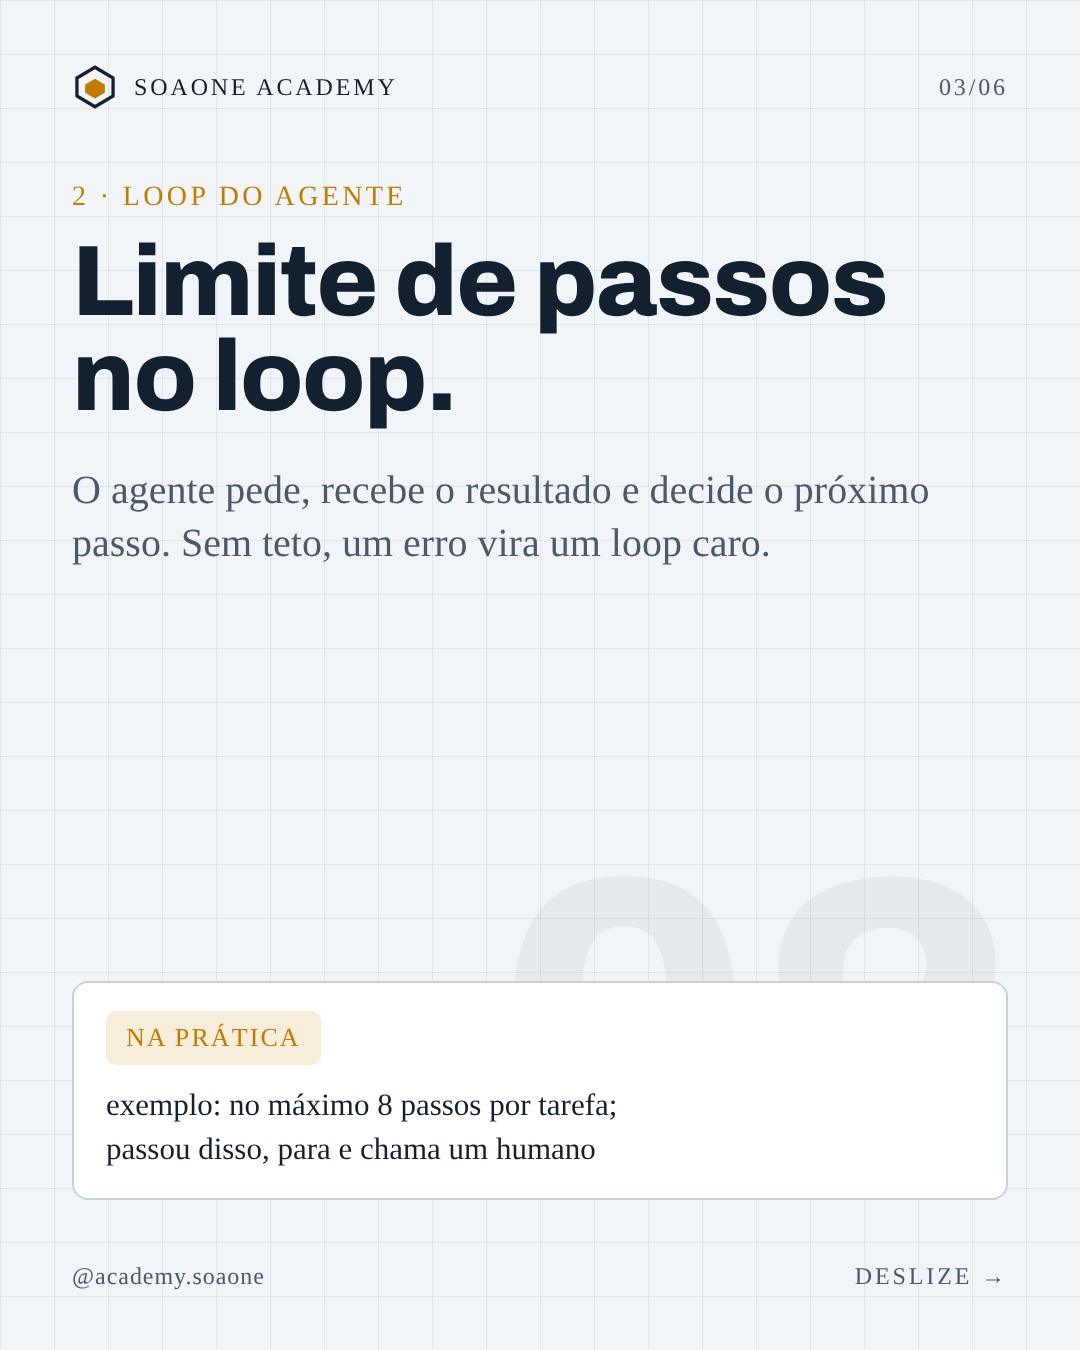 SOAONE ACADEMY
03/06
2 · LOOP DO AGENTE
Limite de passos
no loop.
O agente pede, recebe o resultado e decide o próximo
passo. Sem teto, um erro vira um loop caro.
NA PRÁTICA
exemplo: no máximo 8 passos por tarefa;
passou disso, para e chama um humano
@academy.soaone
DESLIZE →